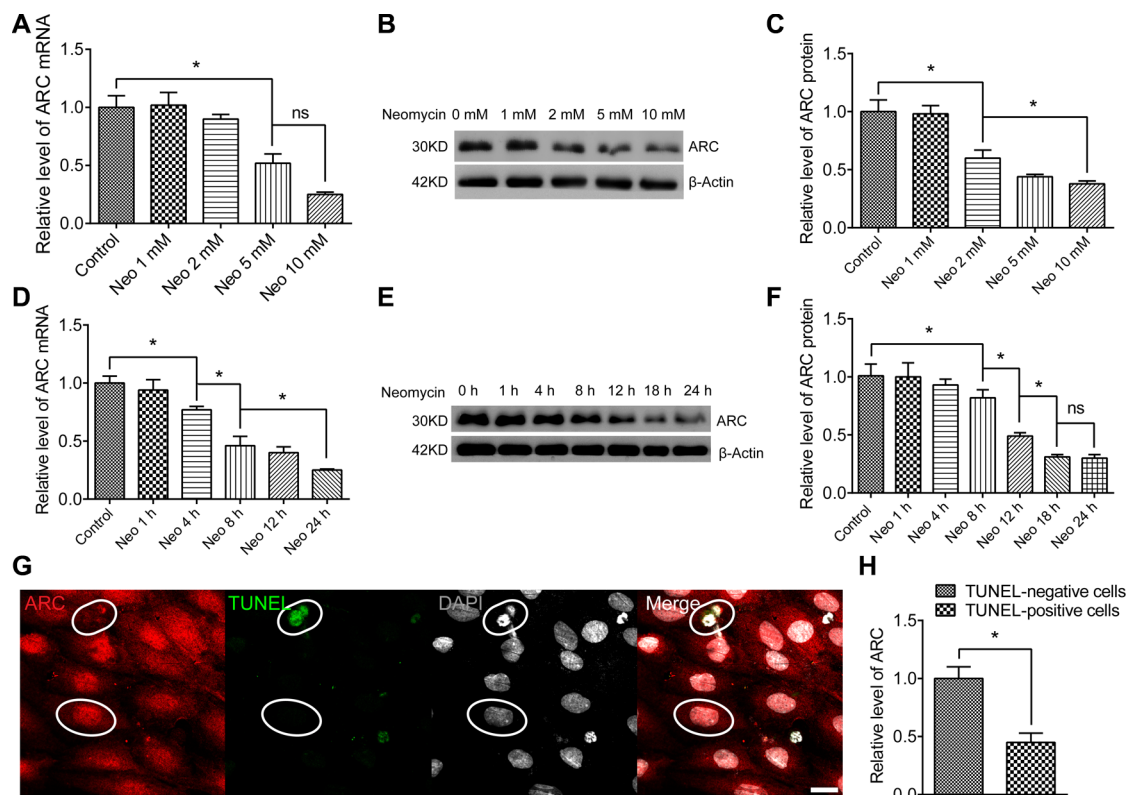 A
Relative level of ARC mRNA
1.5
1.0
0.5
0.0
*
ns
Control
Neo 1 mM
Neo 2 mM
Neo 5 mM
Neo 10 mM
B
Neomycin 0 mM 1 mM 2 mM 5 mM 10 mM
30KD ARC
42KD β-Actin
C
Relative level of ARC protein
1.5
1.0
0.5
0.0
*
*
Control
Neo 1 mM
Neo 2 mM
Neo 5 mM
Neo 10 mM
D
Relative level of ARC mRNA
1.5
1.0
0.5
0.0
*
*
*
Control
Neo 1 h
Neo 4 h
Neo 8 h
Neo 12 h
Neo 24 h
E
Neomycin 0 h 1 h 4 h 8 h 12 h 18 h 24 h
30KD ARC
42KD β-Actin
F
Relative level of ARC protein
1.5
1.0
0.5
0.0
*
*
*
ns
Control
Neo 1 h
Neo 4 h
Neo 8 h
Neo 12 h
Neo 18 h
Neo 24 h
G
ARC TUNEL DAPI Merge
H
TUNEL-negative cells
TUNEL-positive cells
Relative level of ARC
1.5
1.0
0.5
0.0
*